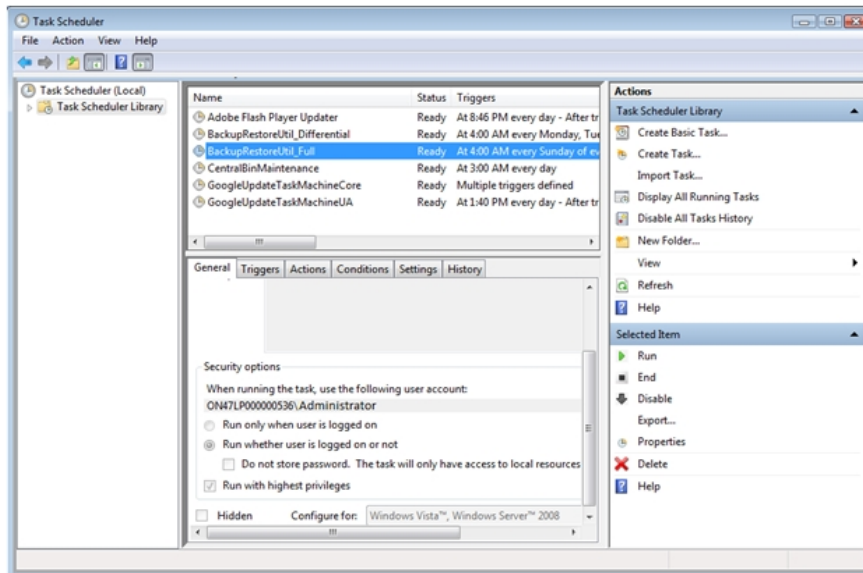 Task Scheduler
File Action View Help
Task Scheduler (Local)
Task Scheduler Library
Name Status Triggers
Adobe Flash Player Updater Ready At 8:46 PM every day - After tr
BackupRestoreUtil_Differential Ready At 4:00 AM every Monday, Tue
BackupRestoreUtil_Full Ready At 4:00 AM every Sunday of ev
CentralBinMaintenance Ready At 3:00 AM every day
GoogleUpdateTaskMachineCore Ready Multiple triggers defined
GoogleUpdateTaskMachineUA Ready At 1:40 PM every day - After tr
General Triggers Actions Conditions Settings History
Security options
When running the task, use the following user account:
ON47LP000000536\Administrator
Run only when user is logged on
Run whether user is logged on or not
Do not store password. The task will only have access to local resources
Run with highest privileges
Hidden Configure for: Windows Vista™, Windows Server™ 2008
Actions
Task Scheduler Library
Create Basic Task...
Create Task...
Import Task...
Display All Running Tasks
Disable All Tasks History
New Folder...
View
Refresh
Help
Selected Item
Run
End
Disable
Export...
Properties
Delete
Help